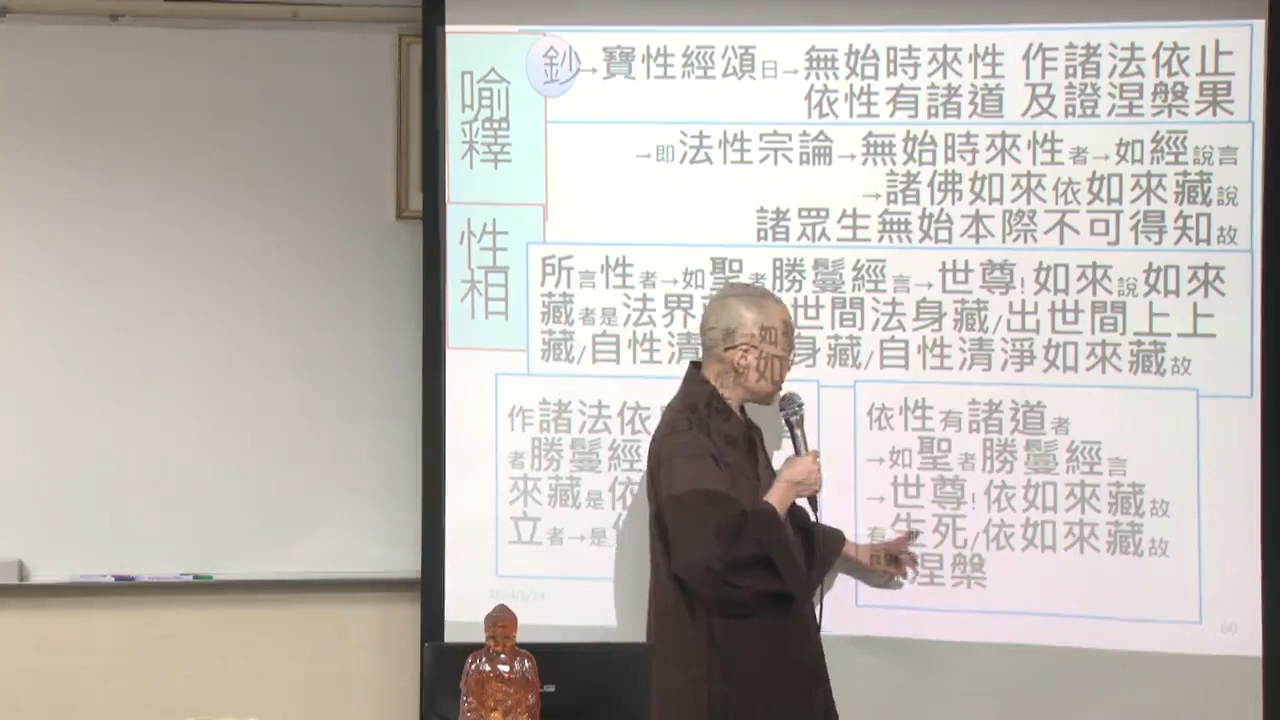 喻釋
性相
鈔→寶性經頌曰→無始時來性 作諸法依止
依性有諸道 及證涅槃果
→即法性宗論→無始時來性者→如經說言
→諸佛如來依如來藏說
諸眾生無始本際不可得知故
所言性者→如聖者勝鬘經言→世尊!如來說如來
藏者是法界 世間法身藏/出世間上上
藏/自性清 身藏/自性清淨如來藏故
作諸法依
者勝鬘經
來藏是依
立者→是
依性有諸道者
→如聖者勝鬘經言
→世尊!依如來藏故
有生死/依如來藏故
涅槃
60